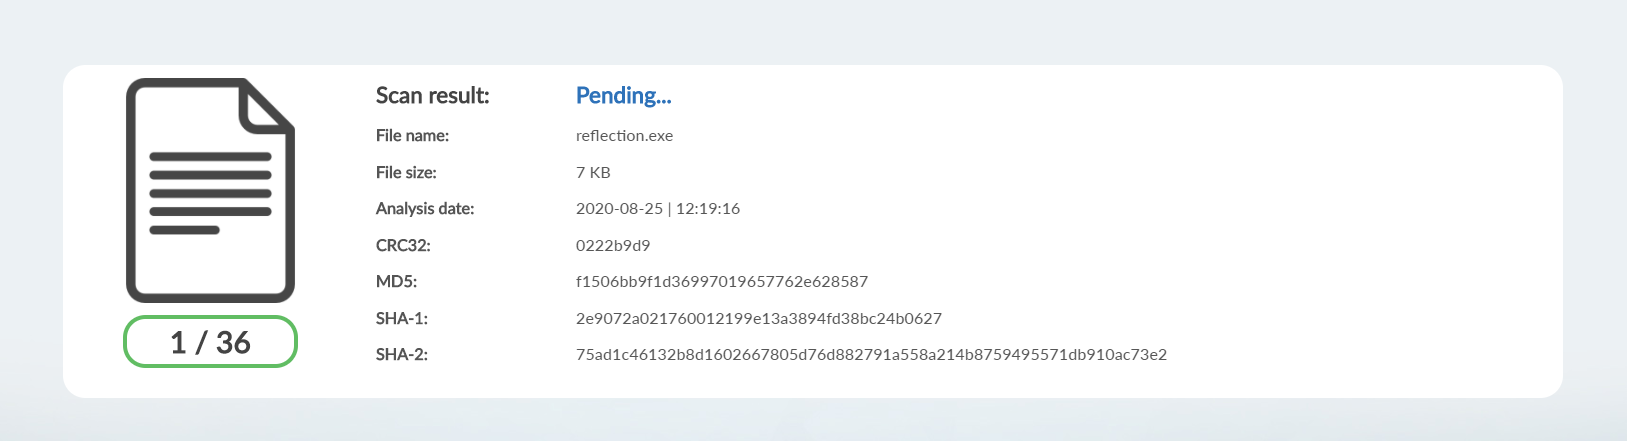 Scan result: Pending...
File name: reflection.exe
File size: 7 KB
Analysis date: 2020-08-25 | 12:19:16
CRC32: 0222b9d9
MD5: f1506bb9f1d36997019657762e628587
SHA-1: 2e9072a021760012199e13a3894fd38bc24b0627
1 / 36
SHA-2: 75ad1c46132b8d1602667805d76d882791a558a214b8759495571db910ac73e2